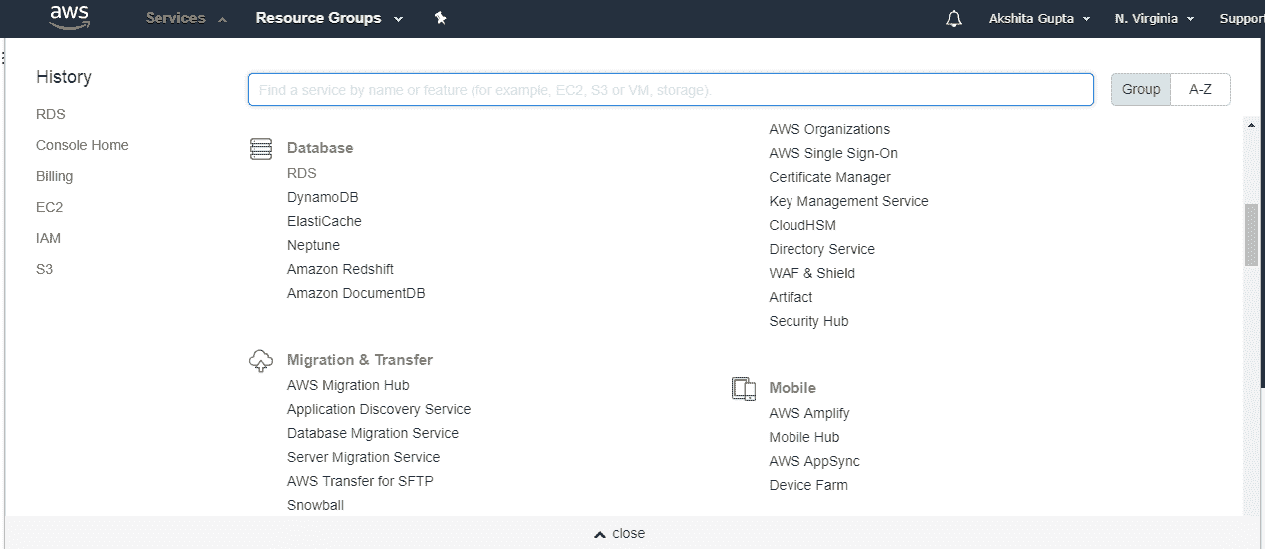 aws Services Resource Groups Akshita Gupta N. Virginia Support
History
RDS
Console Home
Billing
EC2
IAM
S3
Find a service by name or feature (for example, EC2, S3 or VM, storage).
Group A-Z
Database
RDS
DynamoDB
ElastiCache
Neptune
Amazon Redshift
Amazon DocumentDB
Migration & Transfer
AWS Migration Hub
Application Discovery Service
Database Migration Service
Server Migration Service
AWS Transfer for SFTP
Snowball
AWS Organizations
AWS Single Sign-On
Certificate Manager
Key Management Service
CloudHSM
Directory Service
WAF & Shield
Artifact
Security Hub
Mobile
AWS Amplify
Mobile Hub
AWS AppSync
Device Farm
close